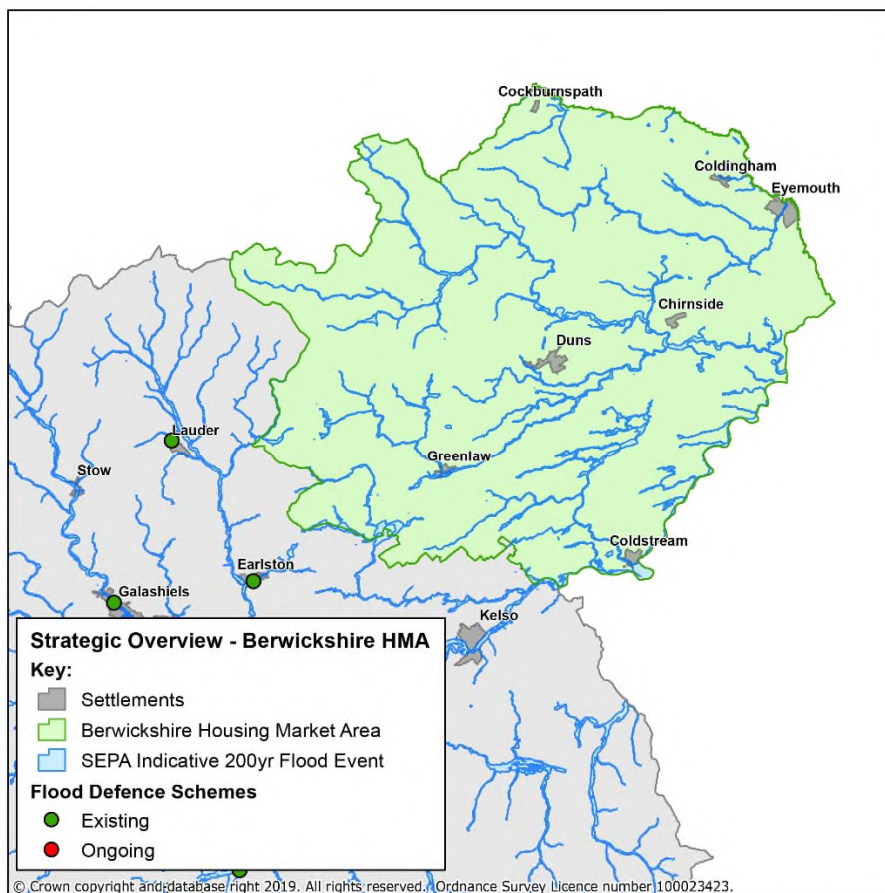 Cockburnspath
Coldingham
Eyemouth
Chirnside
Duns
Lauder
Stow
Greenlaw
Coldstream
Earlston
Galashiels
Kelso
Strategic Overview - Berwickshire HMA
Key:
Settlements
Berwickshire Housing Market Area
SEPA Indicative 200yr Flood Event
Flood Defence Schemes
Existing
Ongoing
© Crown copyright and database right 2019. All rights reserved. Ordnance Survey Licence number 100023423.